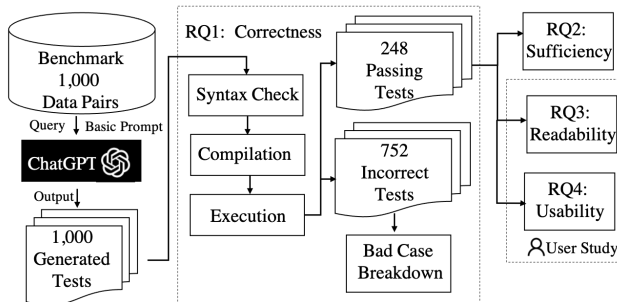 Benchmark
1,000
Data Pairs
Query
Basic Prompt
ChatGPT
Output
1,000
Generated
Tests
RQ1: Correctness
Syntax Check
Compilation
Execution
248
Passing
Tests
752
Incorrect
Tests
Bad Case
Breakdown
RQ2:
Sufficiency
RQ3:
Readability
RQ4:
Usability
User Study